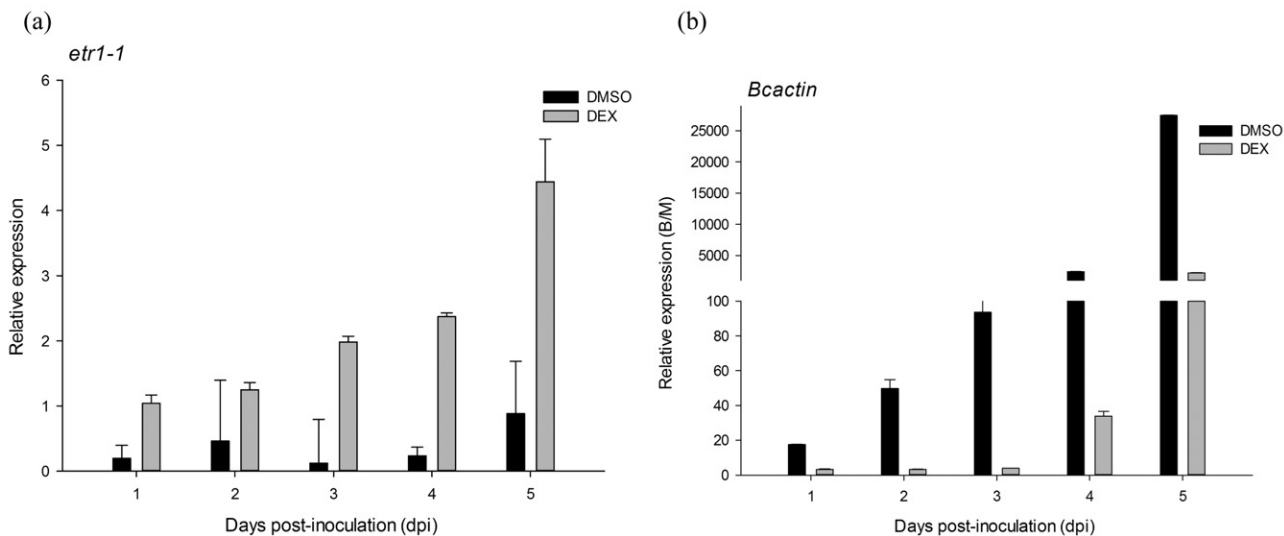 (a)
etr1-1
6
5
4
3
2
1
0
Relative expression
DMSO
DEX
1 2 3 4 5
Days post-inoculation (dpi)
(b)
Bcactin
25000
20000
15000
10000
5000
100
80
60
40
20
0
Relative expression (B/M)
DMSO
DEX
1 2 3 4 5
Days post-inoculation (dpi)